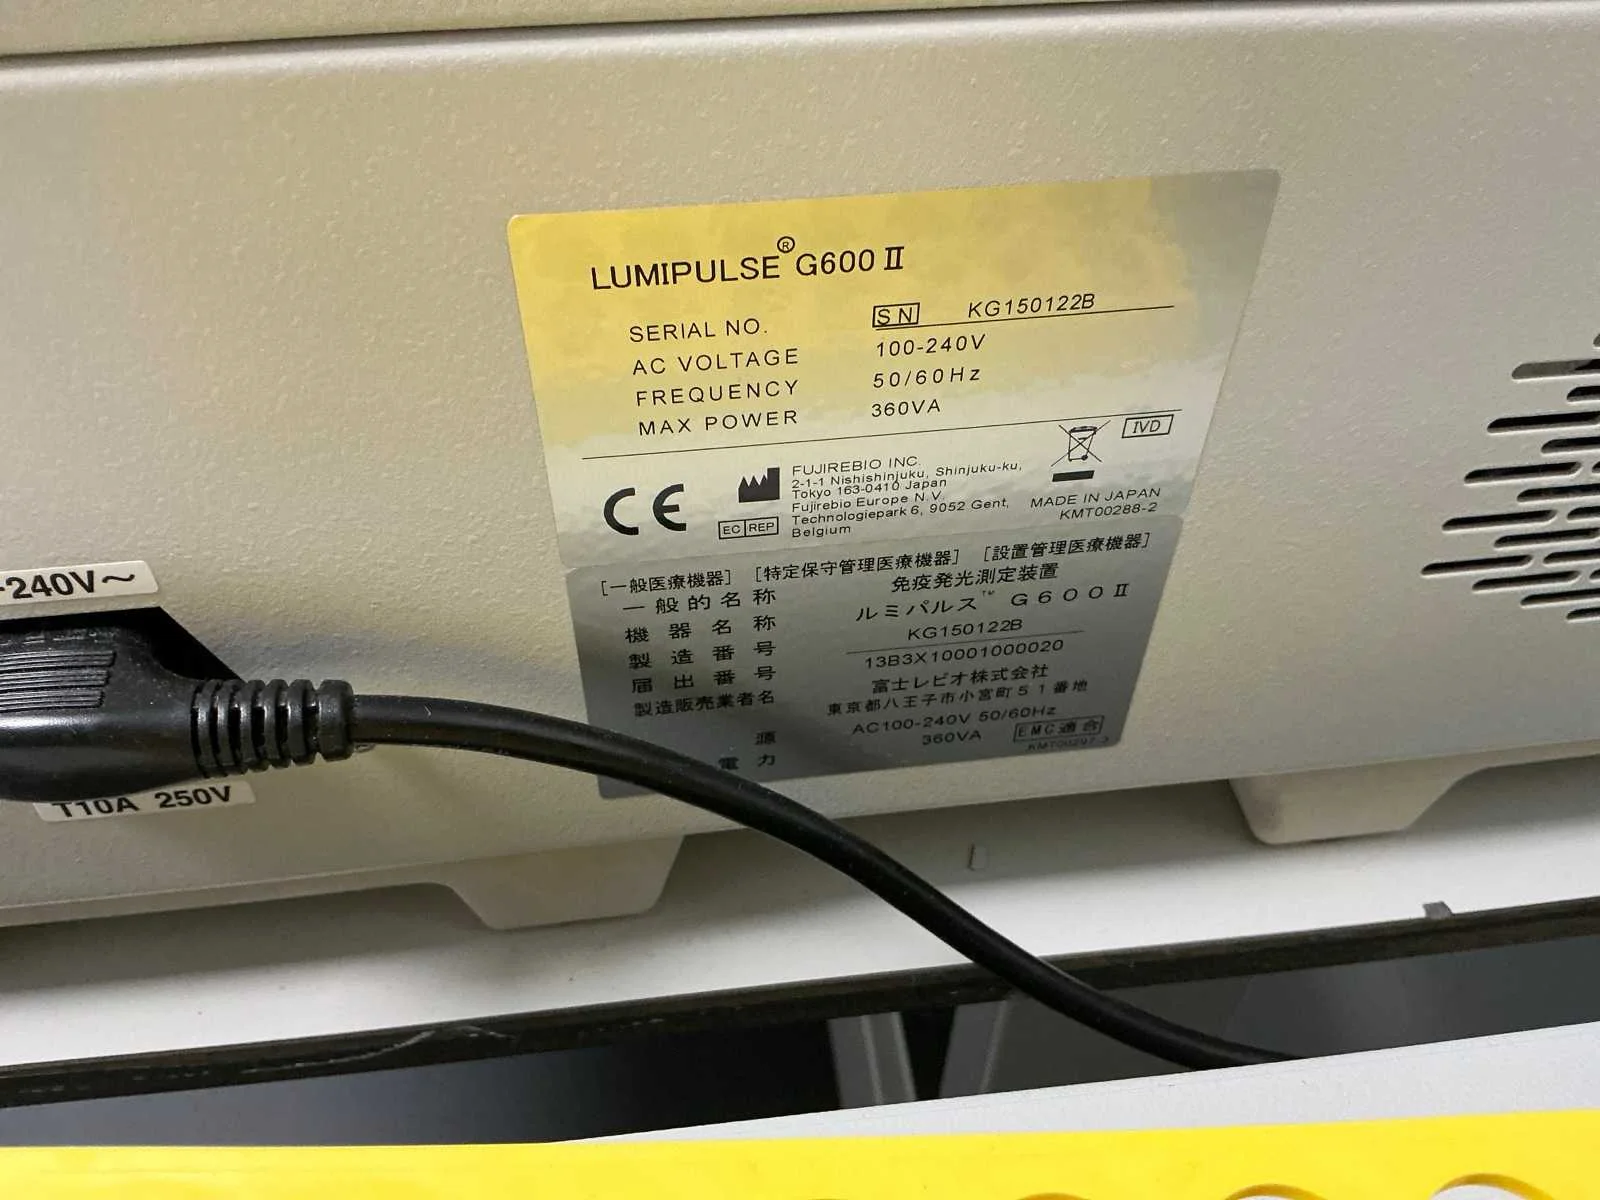 LUMIPULSE® G600 II
SERIAL NO. SN KG150122B
AC VOLTAGE 100-240V
FREQUENCY 50/60Hz
MAX POWER 360VA
CE
FUJIREBIO INC.
2-1-1 Nishishinjuku, Shinjuku-ku,
Tokyo 163-0410 Japan
EC REP
Fujirebio Europe N.V.
Technologiepark 6, 9052 Gent,
Belgium
IVD
MADE IN JAPAN
KMT00288-2
[一般医療機器] [特定保守管理医療機器] [設置管理医療機器]
一般的名称 免疫発光測定装置
機器名称 ルミパルス™ G600II
製造番号 KG150122B
届出番号 13B3X10001000020
製造販売業者名 富士レビオ株式会社
東京都八王子市小宮町51番地
源 AC100-240V 50/60Hz
電力 360VA
EMC適合
-240V～
T10A 250V